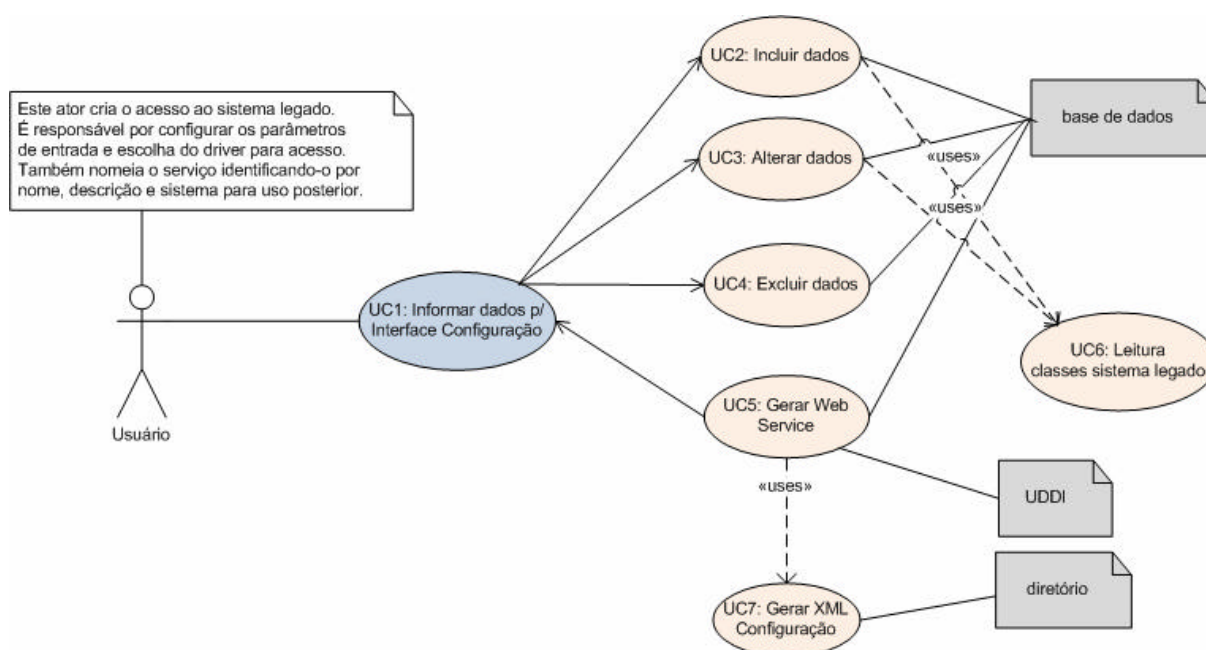 Este ator cria o acesso ao sistema legado.
É responsável por configurar os parâmetros
de entrada e escolha do driver para acesso.
Também nomeia o serviço identificando-o por
nome, descrição e sistema para uso posterior.
Usuário
UC1: Informar dados p/
Interface Configuração
UC2: Incluir dados
UC3: Alterar dados
UC4: Excluir dados
UC5: Gerar Web
Service
«uses»
UC7: Gerar XML
Configuração
«uses»
«uses»
base de dados
UC6: Leitura
classes sistema legado
UDDI
diretório